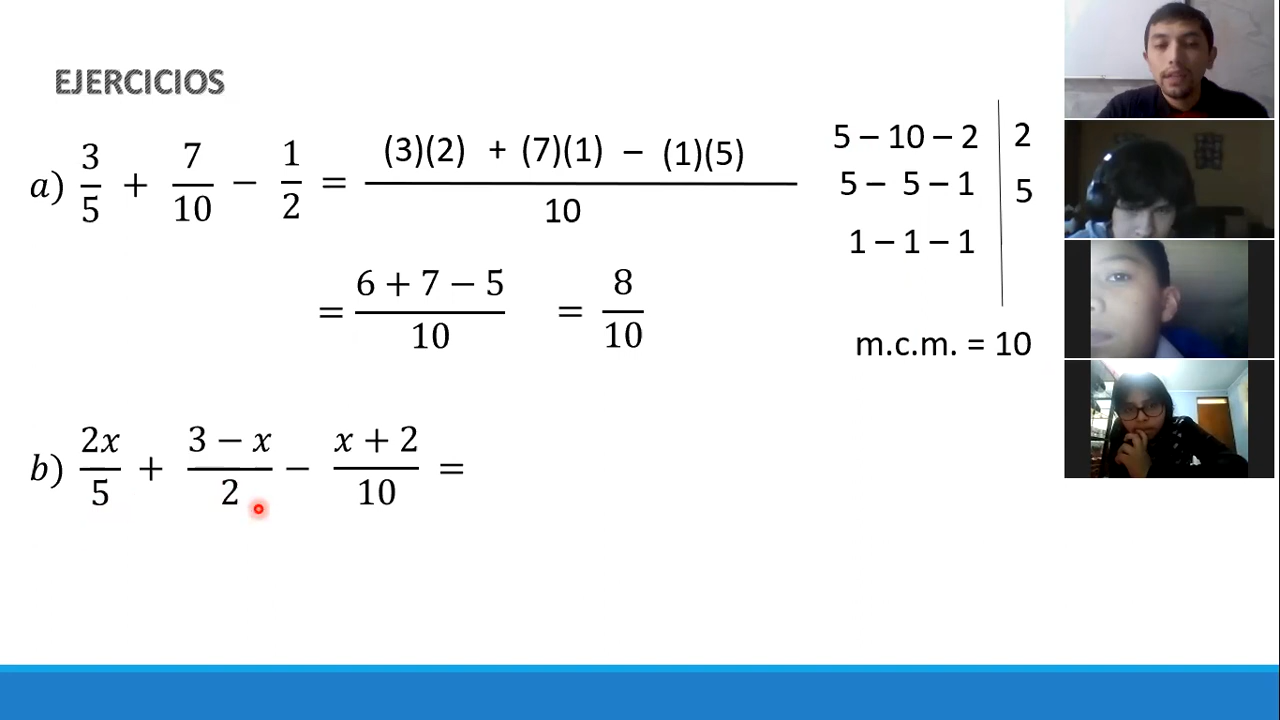 EJERCICIOS
a) 3/5 + 7/10 − 1/2 = (3)(2) + (7)(1) − (1)(5) / 10
= 6 + 7 − 5 / 10 = 8/10
5 − 10 − 2 | 2
5 − 5 − 1 | 5
1 − 1 − 1
m.c.m. = 10
b) 2x/5 + 3 − x/2 − x + 2/10 =